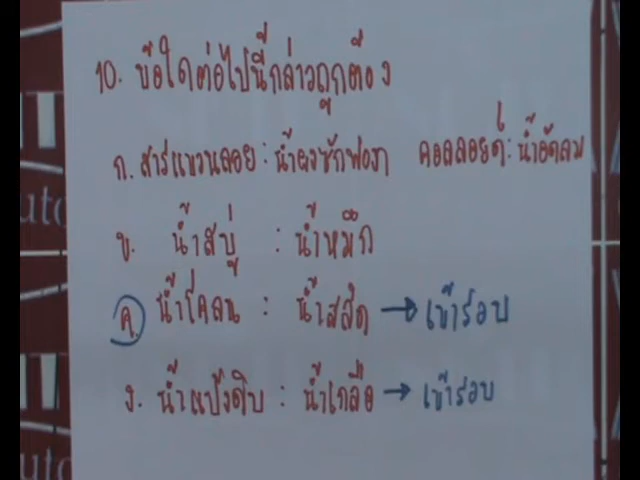 10. ข้อใดต่อไปนี้กล่าวถูกต้อง
ก. สารแขวนลอย : น้ำผงซักฟอก คอลลอยด์ : น้ำอัดลม
ข. น้ำสบู่ : น้ำหมึก
ค. น้ำโคลน : น้ำสลัด → เข้ารอบ
ง. น้ำแป้งดิบ : น้ำเกลือ → เข้ารอบ
uto
uto